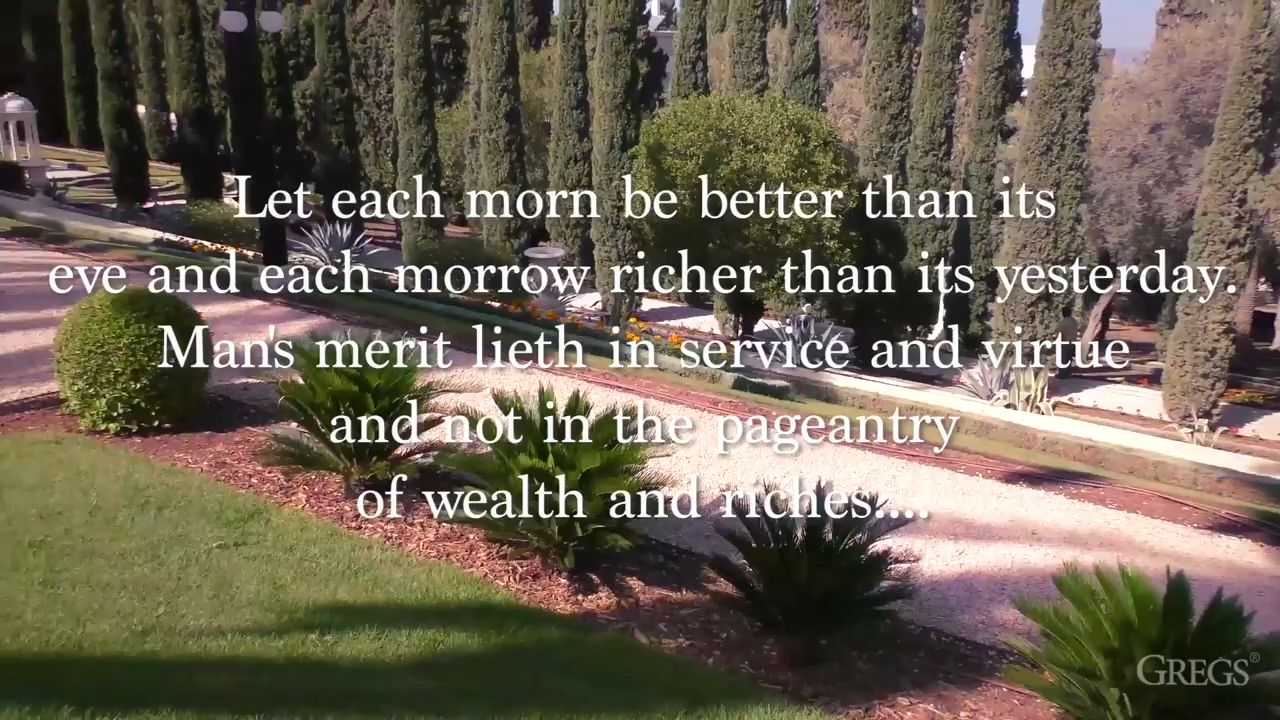 Let each morn be better than its
eve and each morrow richer than its yesterday.
Man's merit lieth in service and virtue
and not in the pageantry
of wealth and riches....
GREGS®